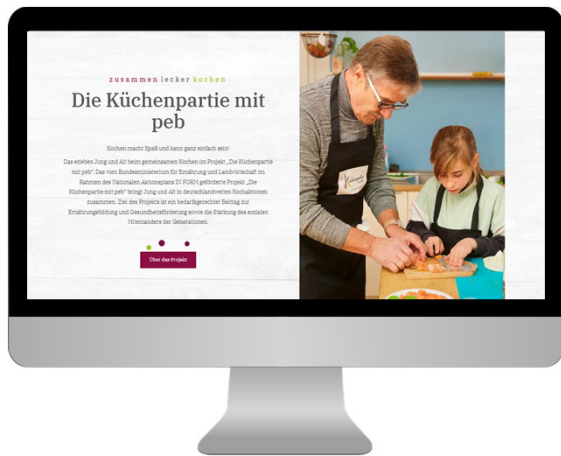 zusammen lecker kochen
Die Küchenpartie mit
peb
Kochen macht Spaß und kann ganz einfach sein!
Das erleben Jung und Alt beim gemeinsamen Kochen im Projekt „Die Küchenpartie
mit peb“. Das vom Bundesministerium für Ernährung und Landwirtschaft im
Rahmen des Nationalen Aktionsplans IN FORM geförderte Projekt „Die
Küchenpartie mit peb“ bringt Jung und Alt in deutschlandweiten Kochaktionen
zusammen. Ziel des Projekts ist ein bedarfsgerechter Beitrag zur
Ernährungsbildung und Gesundheitsförderung sowie die Stärkung des sozialen
Miteinanders der Generationen.
Über das Projekt